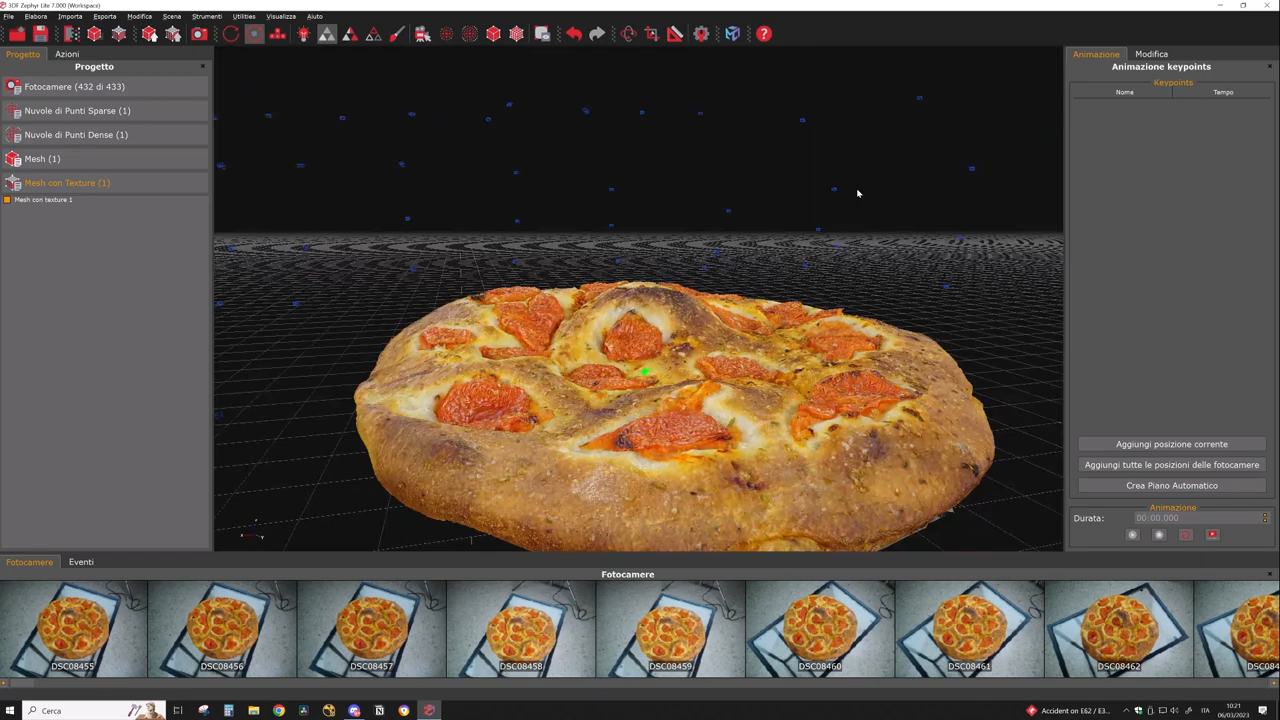 3DF Zephyr Lite 7.000 (Workspace)
File Elabora Importa Esporta Modifica Scena Strumenti Utilities Visualizza Aiuto
Progetto Azioni
Progetto
Fotocamere (432 di 433)
Nuvole di Punti Sparse (1)
Nuvole di Punti Dense (1)
Mesh (1)
Mesh con Texture (1)
Mesh con texture 1
Animazione Modifica
Animazione keypoints
Keypoints
Nome Tempo
Aggiungi posizione corrente
Aggiungi tutte le posizioni delle fotocamere
Crea Piano Automatico
Animazione
Durata: 00:00.000
Fotocamere Eventi
Fotocamere
DSC08455 DSC08456 DSC08457 DSC08458 DSC08459 DSC08460 DSC08461 DSC08462 DSC084
Cerca
Accident on E62 / E3...
ITA
10:21
06/03/2023